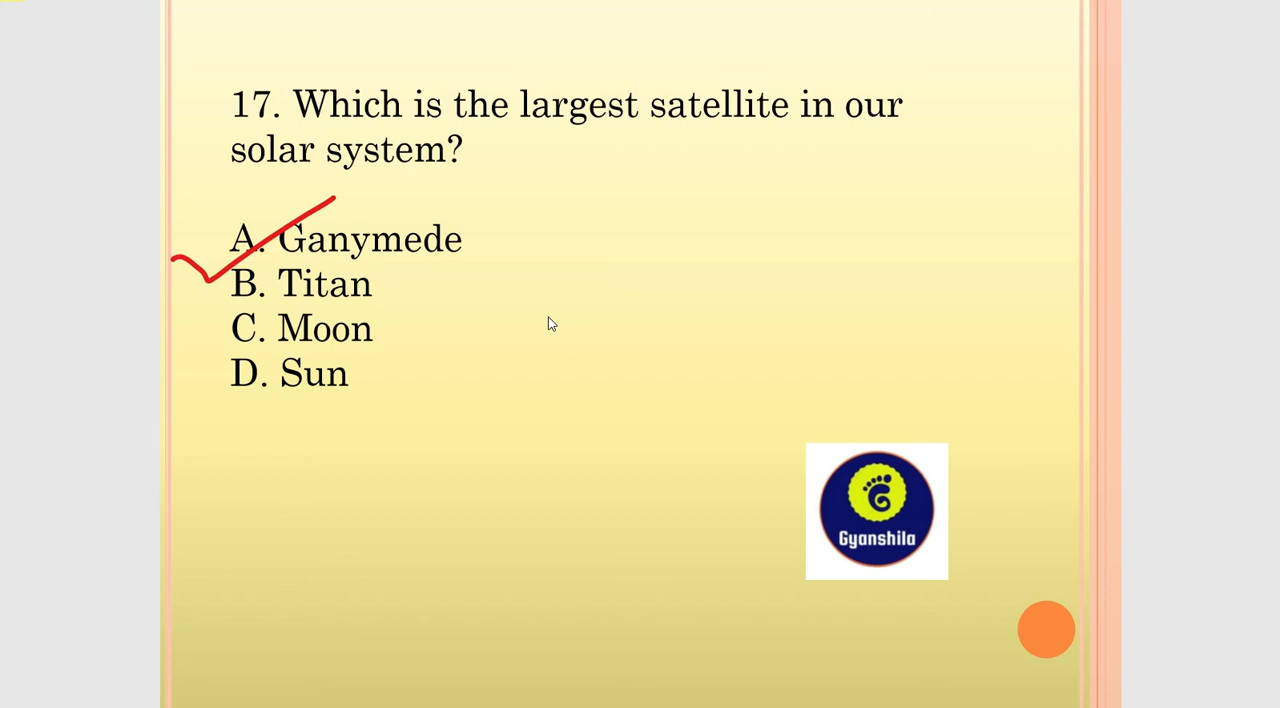 17. Which is the largest satellite in our
solar system?
A. Ganymede
B. Titan
C. Moon
D. Sun
Gyanshila